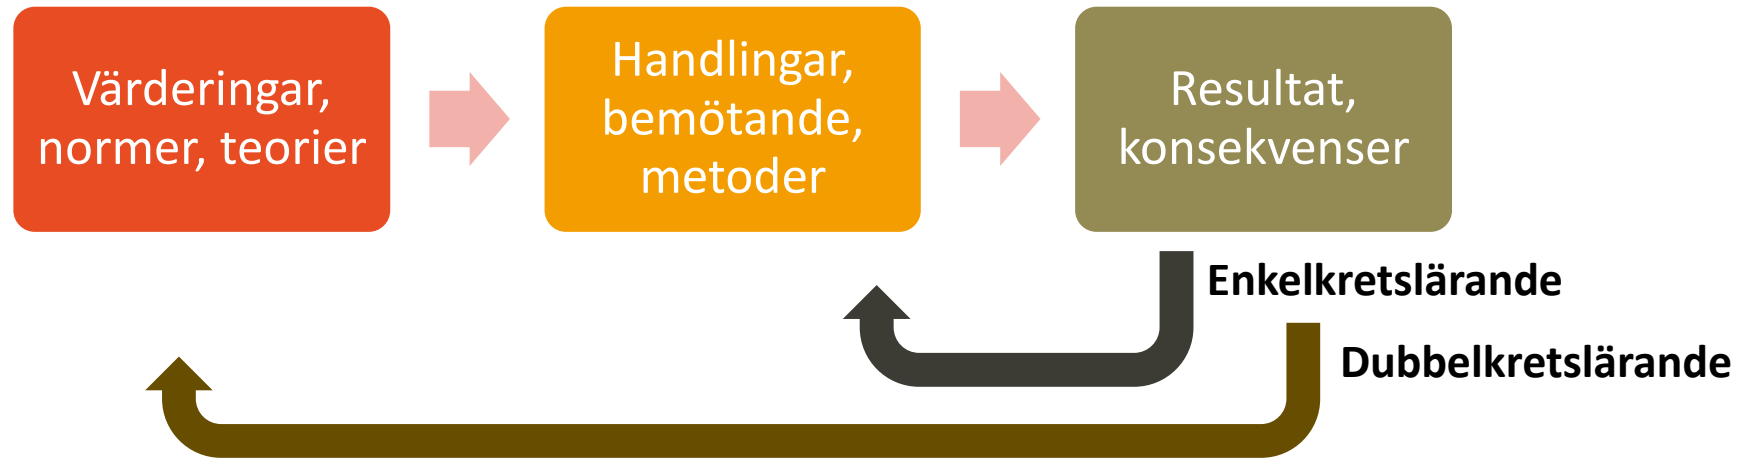 Värderingar,
normer, teorier
Handlingar,
bemötande,
metoder
Resultat,
konsekvenser
Enkelkretslärande
Dubbelkretslärande